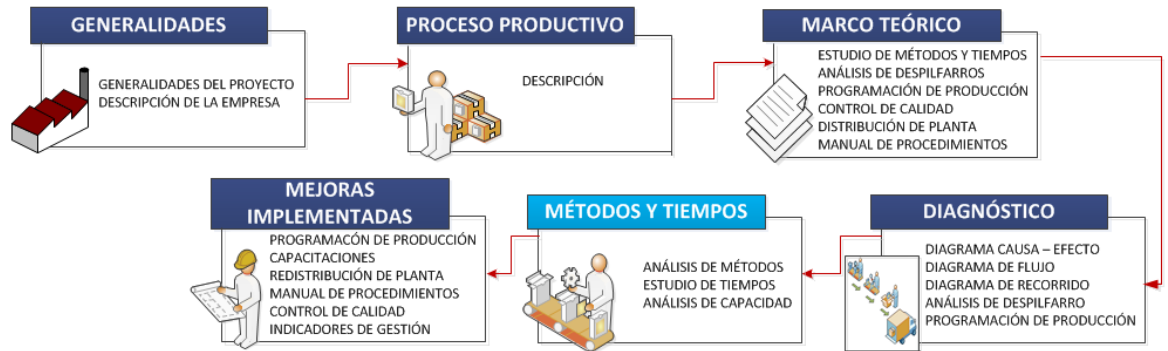 GENERALIDADES
GENERALIDADES DEL PROYECTO
DESCRIPCIÓN DE LA EMPRESA
PROCESO PRODUCTIVO
DESCRIPCIÓN
MARCO TEÓRICO
ESTUDIO DE MÉTODOS Y TIEMPOS
ANÁLISIS DE DESPILFARROS
PROGRAMACIÓN DE PRODUCCIÓN
CONTROL DE CALIDAD
DISTRIBUCIÓN DE PLANTA
MANUAL DE PROCEDIMIENTOS
DIAGNÓSTICO
DIAGRAMA CAUSA – EFECTO
DIAGRAMA DE FLUJO
DIAGRAMA DE RECORRIDO
ANÁLISIS DE DESPILFARRO
PROGRAMACIÓN DE PRODUCCIÓN
MÉTODOS Y TIEMPOS
ANÁLISIS DE MÉTODOS
ESTUDIO DE TIEMPOS
ANÁLISIS DE CAPACIDAD
MEJORAS
IMPLEMENTADAS
PROGRAMACÓN DE PRODUCCIÓN
CAPACITACIONES
REDISTRIBUCIÓN DE PLANTA
MANUAL DE PROCEDIMIENTOS
CONTROL DE CALIDAD
INDICADORES DE GESTIÓN